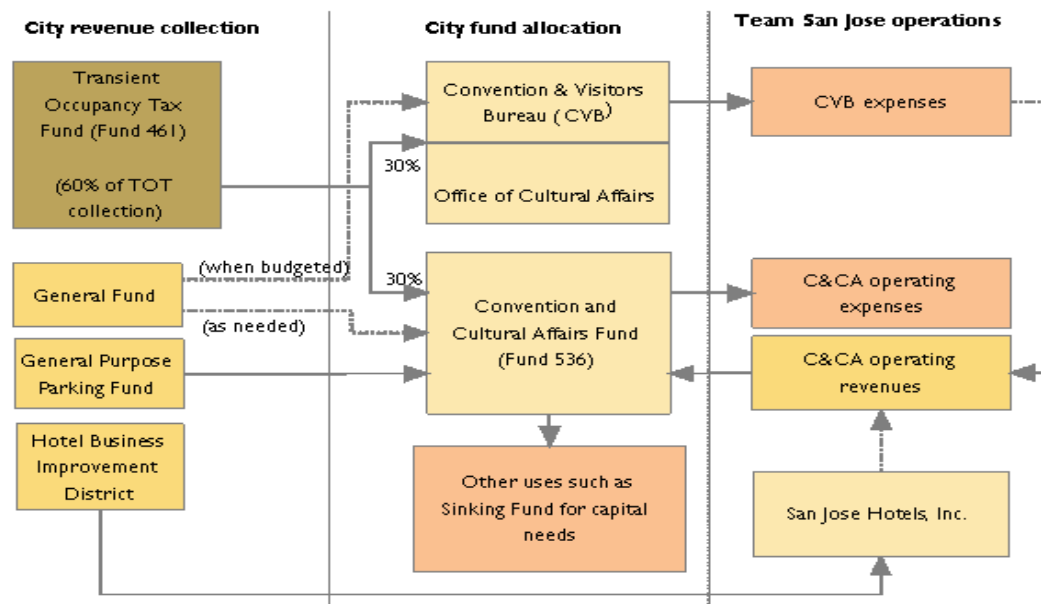 City revenue collection
City fund allocation
Team San Jose operations
Transient
Occupancy Tax
Fund (Fund 461)
(60% of TOT
collection)
Convention & Visitors
Bureau (CVB)
CVB expenses
30%
Office of Cultural Affairs
(when budgeted)
General Fund
(as needed)
30%
Convention and
Cultural Affairs Fund
(Fund 536)
C&CA operating
expenses
General Purpose
Parking Fund
C&CA operating
revenues
Hotel Business
Improvement
District
Other uses such as
Sinking Fund for capital
needs
San Jose Hotels, Inc.